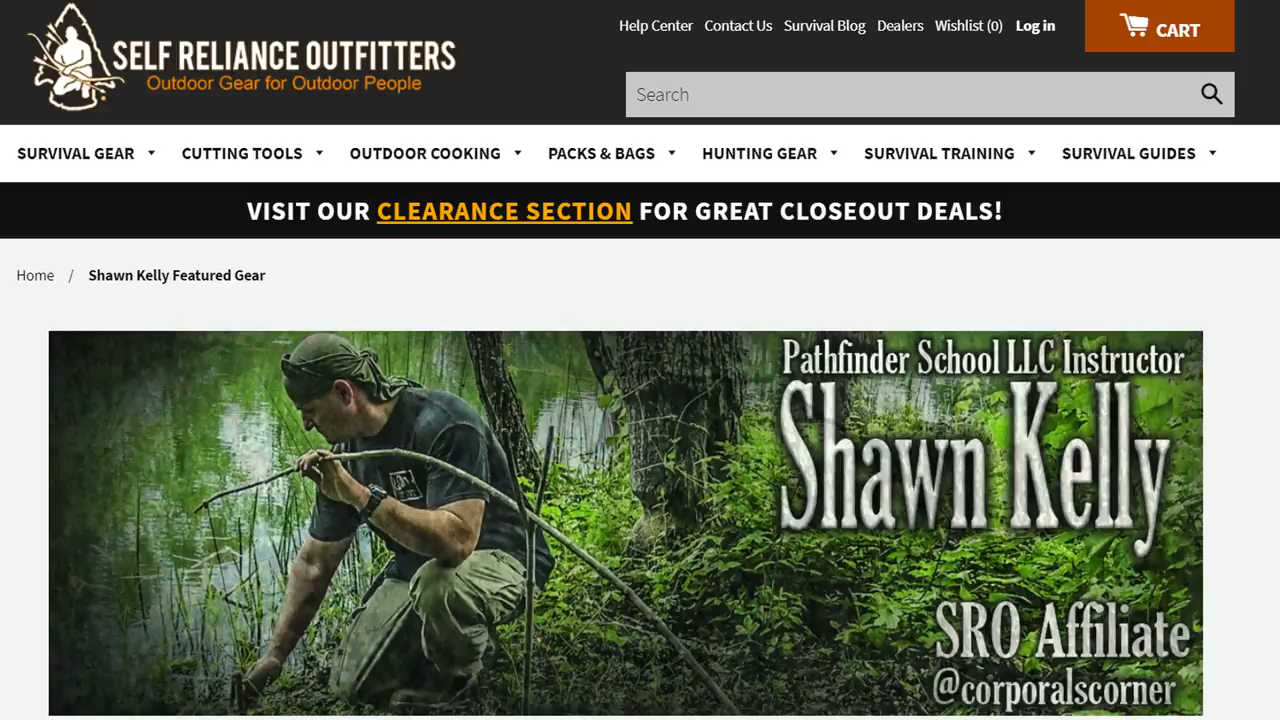 SELF RELIANCE OUTFITTERS
Outdoor Gear for Outdoor People
Help Center Contact Us Survival Blog Dealers Wishlist (0) Log in
CART
Search
SURVIVAL GEAR CUTTING TOOLS OUTDOOR COOKING PACKS & BAGS HUNTING GEAR SURVIVAL TRAINING SURVIVAL GUIDES
VISIT OUR CLEARANCE SECTION FOR GREAT CLOSEOUT DEALS!
Home / Shawn Kelly Featured Gear
Pathfinder School LLC Instructor
Shawn Kelly
SRO Affiliate
@corporalscorner